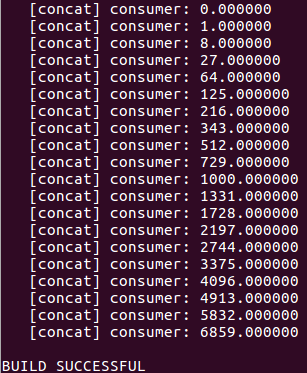 [concat] consumer: 0.000000
[concat] consumer: 1.000000
[concat] consumer: 8.000000
[concat] consumer: 27.000000
[concat] consumer: 64.000000
[concat] consumer: 125.000000
[concat] consumer: 216.000000
[concat] consumer: 343.000000
[concat] consumer: 512.000000
[concat] consumer: 729.000000
[concat] consumer: 1000.000000
[concat] consumer: 1331.000000
[concat] consumer: 1728.000000
[concat] consumer: 2197.000000
[concat] consumer: 2744.000000
[concat] consumer: 3375.000000
[concat] consumer: 4096.000000
[concat] consumer: 4913.000000
[concat] consumer: 5832.000000
[concat] consumer: 6859.000000
BUILD SUCCESSFUL